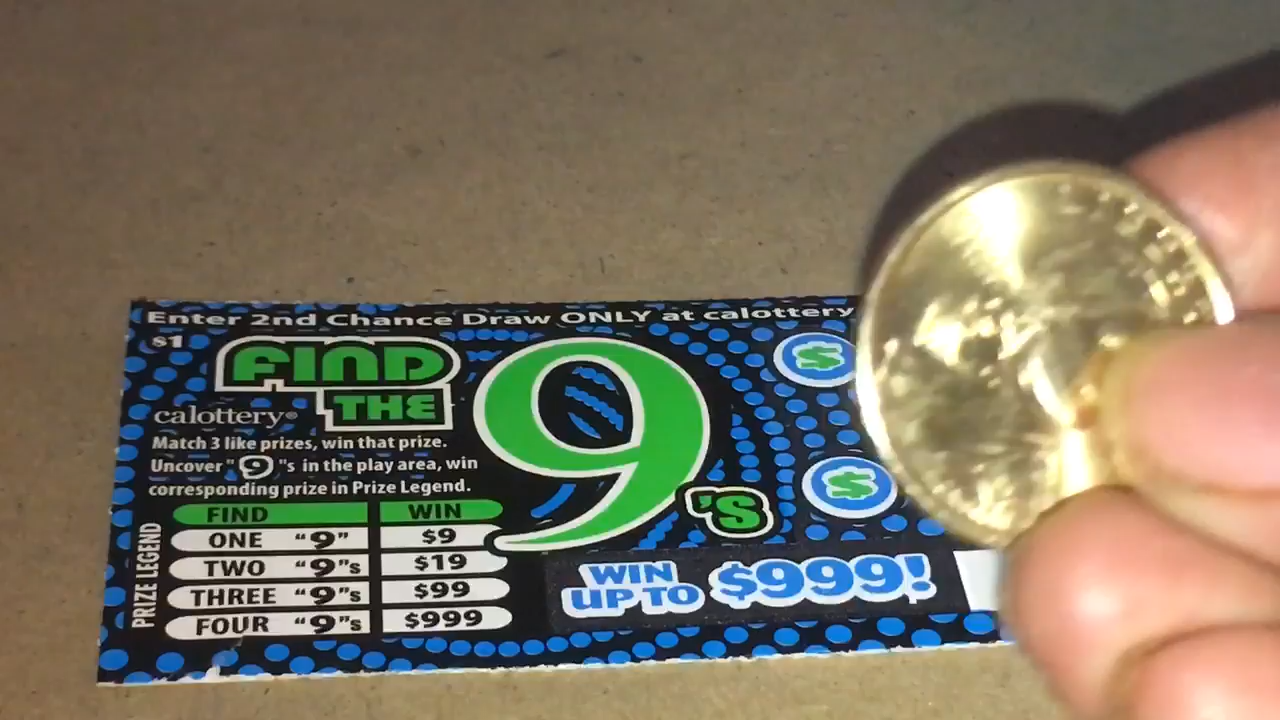 Enter 2nd Chance Draw ONLY at calottery
$1
FIND
THE
9
'S
calottery®
Match 3 like prizes, win that prize.
Uncover "9"s in the play area, win
corresponding prize in Prize Legend.
PRIZE LEGEND
FIND WIN
ONE "9" $9
TWO "9"s $19
THREE "9"s $99
FOUR "9"s $999
$
$
WIN
UP TO $999!